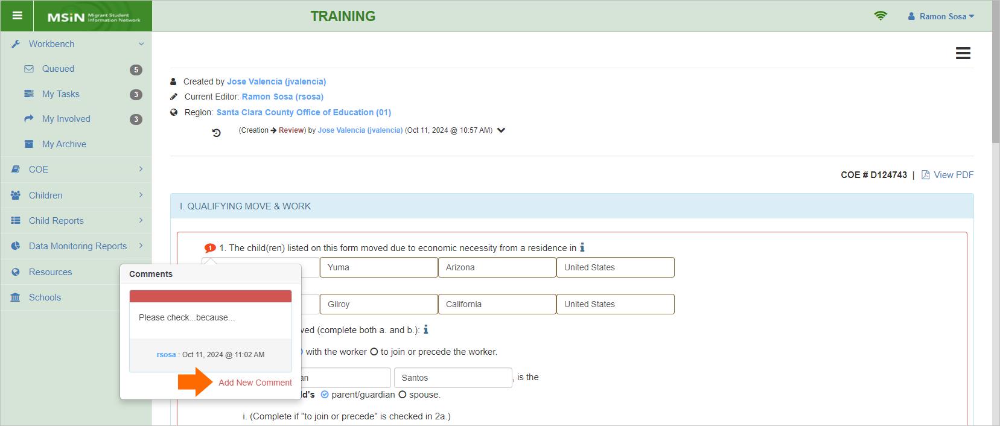 MSiN Migrant Student Information Network
TRAINING
Ramon Sosa
Workbench
Queued 5
My Tasks 3
My Involved 3
My Archive
COE
Children
Child Reports
Data Monitoring Reports
Resources
Schools
Created by Jose Valencia (jvalencia)
Current Editor: Ramon Sosa (rsosa)
Region: Santa Clara County Office of Education (01)
(Creation → Review) by Jose Valencia (jvalencia) (Oct 11, 2024 @ 10:57 AM)
COE # D124743 | View PDF
I. QUALIFYING MOVE & WORK
1 1. The child(ren) listed on this form moved due to economic necessity from a residence in i
Yuma Arizona United States
Gilroy California United States
ved (complete both a. and b.): i
with the worker to join or precede the worker.
an Santos , is the
ld's parent/guardian spouse.
i. (Complete if "to join or precede" is checked in 2a.)
Comments
Please check...because...
rsosa : Oct 11, 2024 @ 11:02 AM
Add New Comment